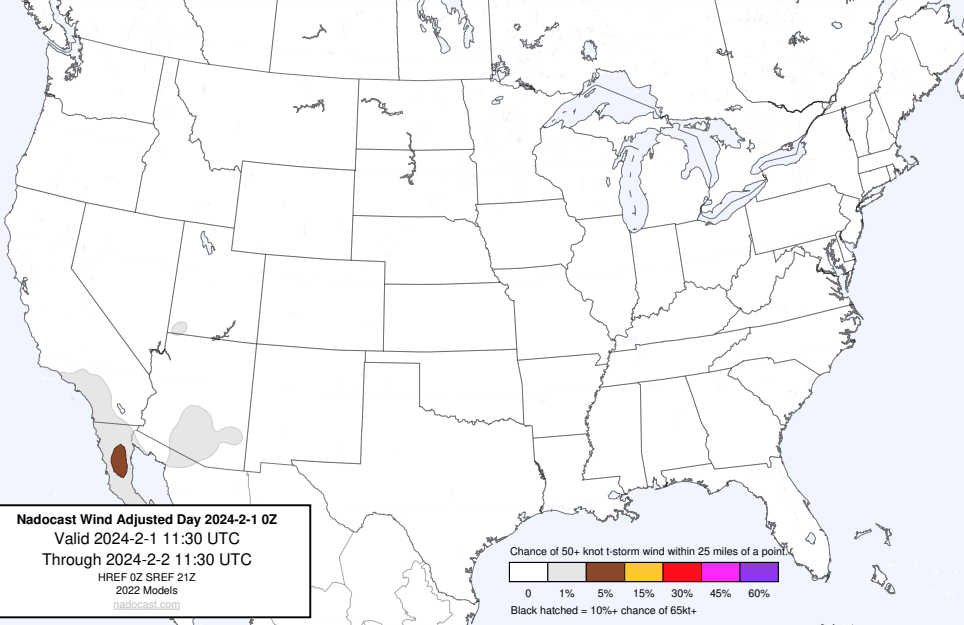 Nadocast Wind Adjusted Day 2024-2-1 0Z
Valid 2024-2-1 11:30 UTC
Through 2024-2-2 11:30 UTC
HREF 0Z SREF 21Z
2022 Models
nadocast.com
Chance of 50+ knot t-storm wind within 25 miles of a point.
0 1% 5% 15% 30% 45% 60%
Black hatched = 10%+ chance of 65kt+